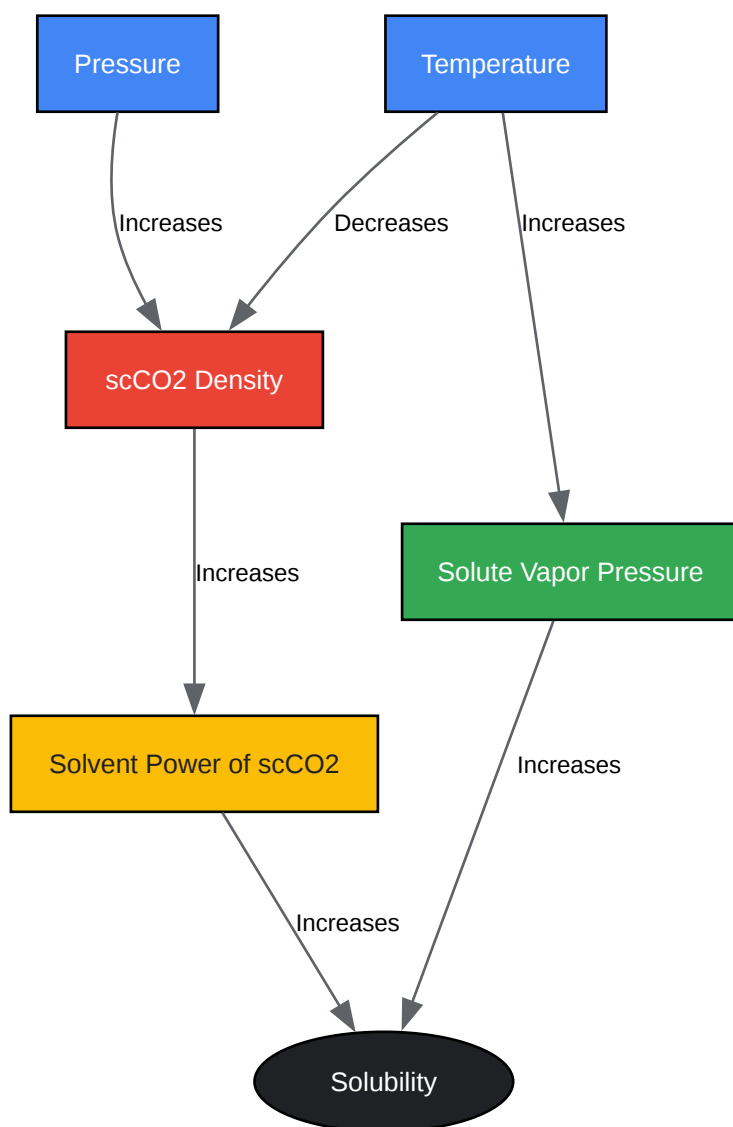 Pressure
Temperature
Increases
Decreases
Increases
scCO2 Density
Increases
Solute Vapor Pressure
Solvent Power of scCO2
Increases
Increases
Solubility